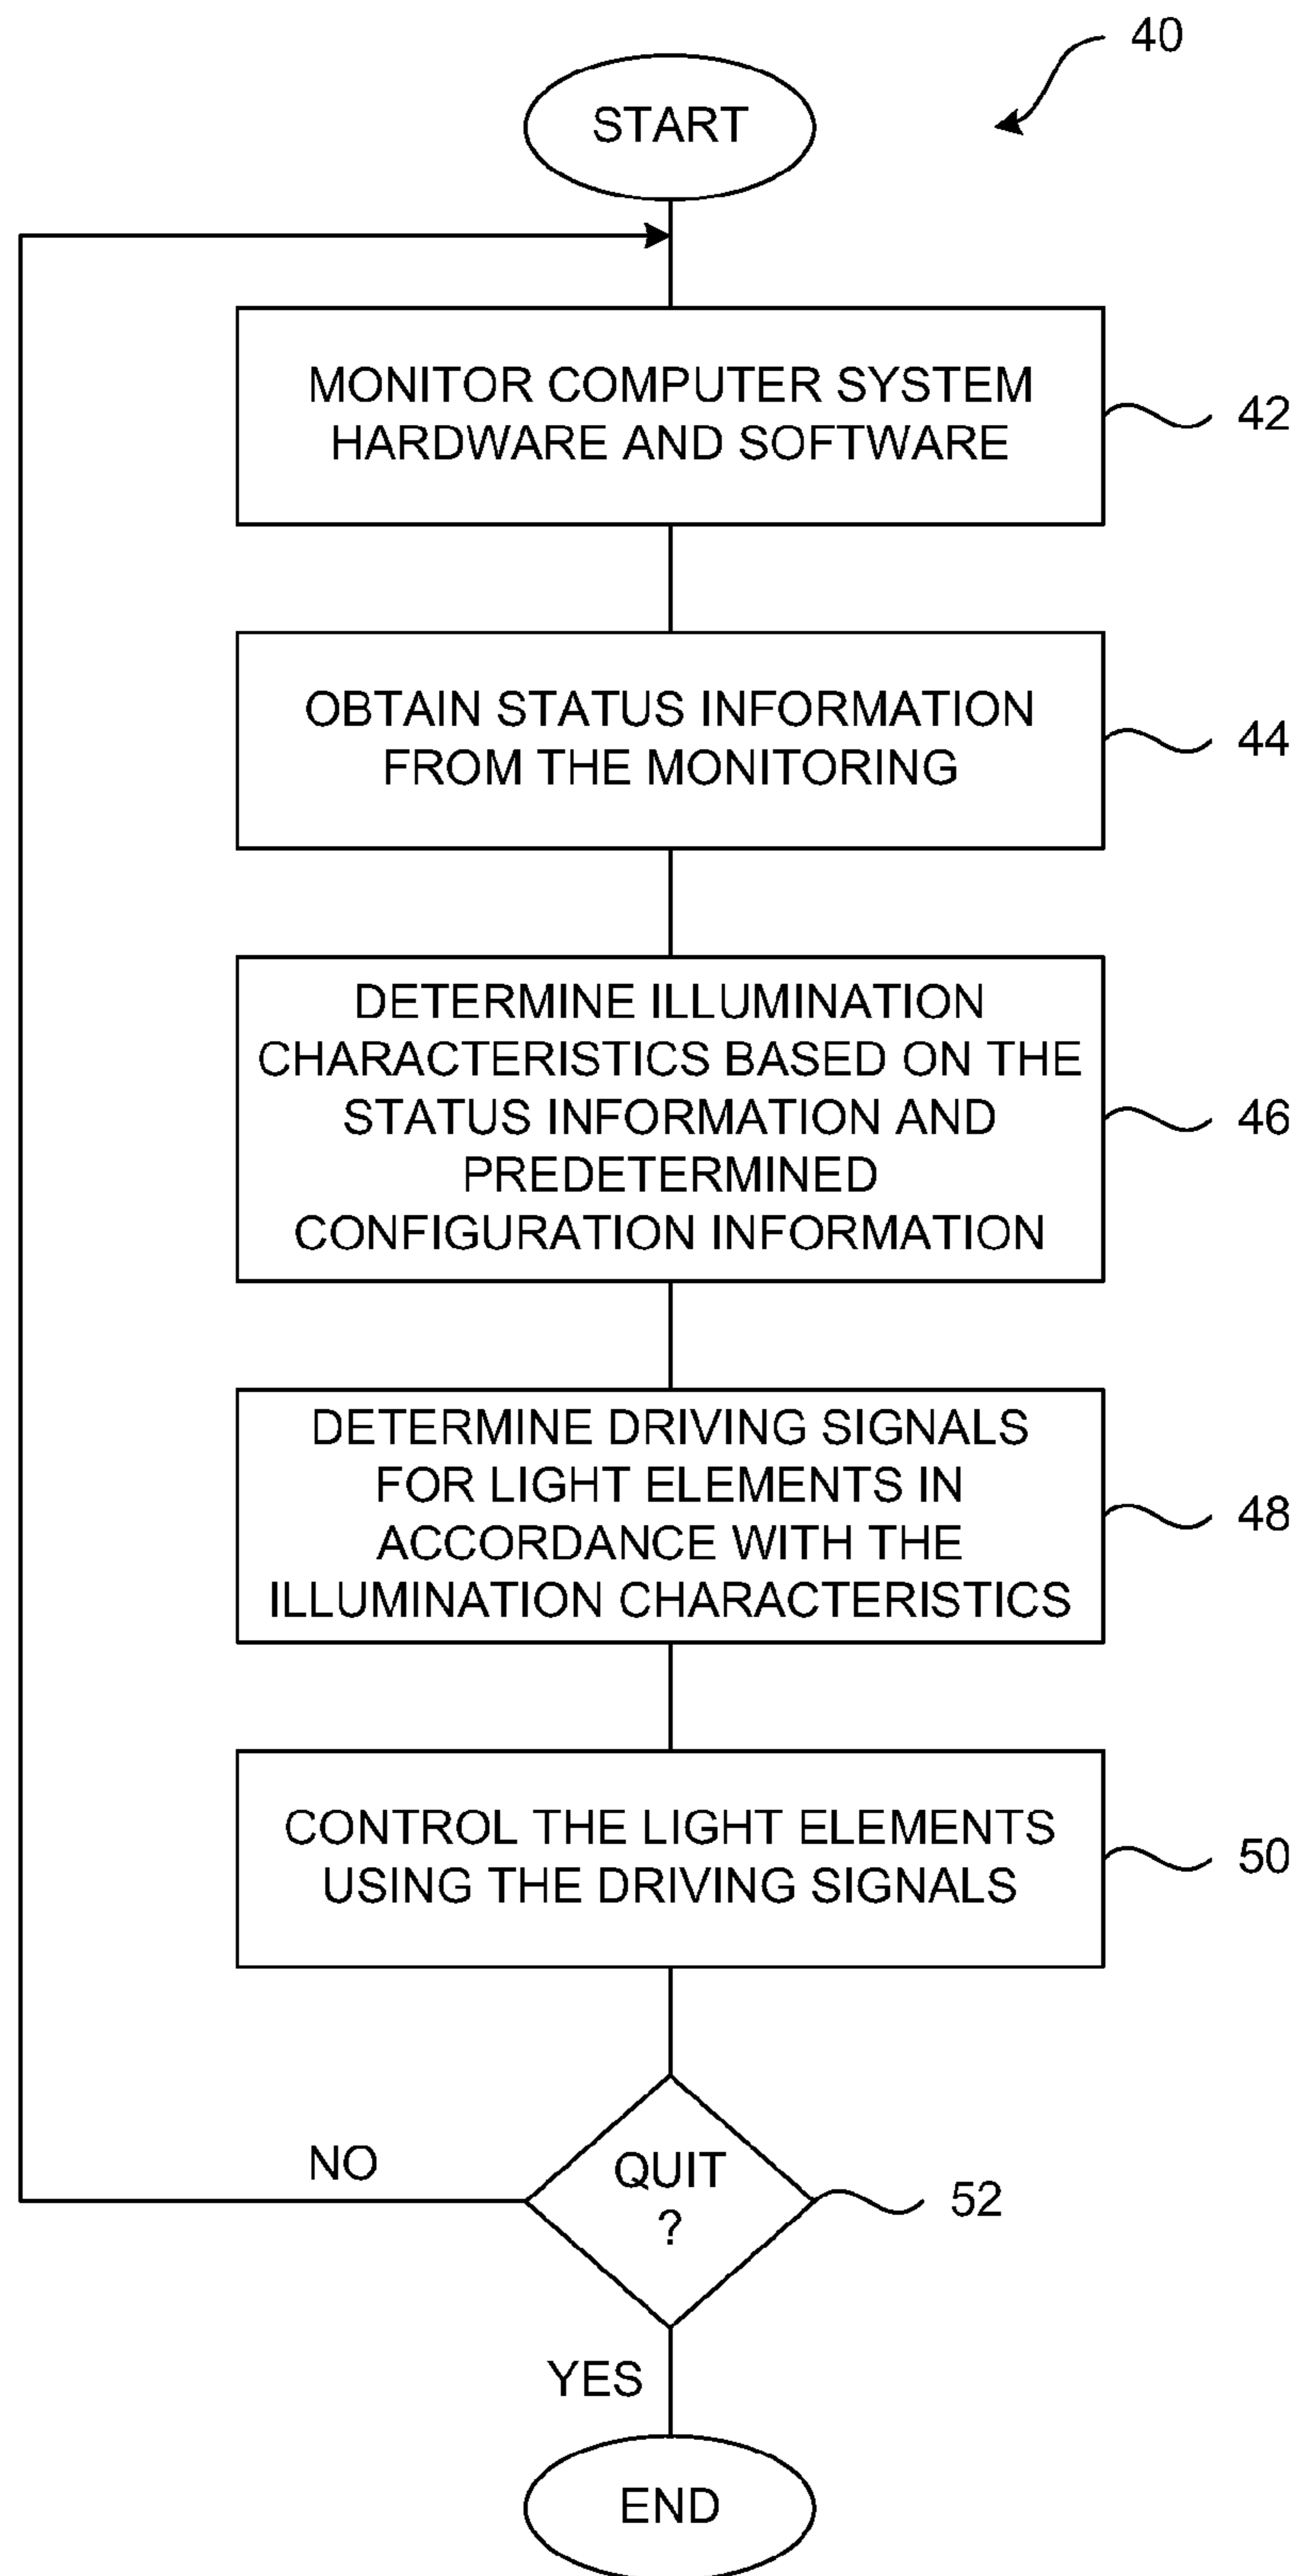 40
START
MONITOR COMPUTER SYSTEM
HARDWARE AND SOFTWARE
42
OBTAIN STATUS INFORMATION
FROM THE MONITORING
44
DETERMINE ILLUMINATION
CHARACTERISTICS BASED ON THE
STATUS INFORMATION AND
PREDETERMINED
CONFIGURATION INFORMATION
46
DETERMINE DRIVING SIGNALS
FOR LIGHT ELEMENTS IN
ACCORDANCE WITH THE
ILLUMINATION CHARACTERISTICS
48
CONTROL THE LIGHT ELEMENTS
USING THE DRIVING SIGNALS
50
NO
QUIT
?
52
YES
END